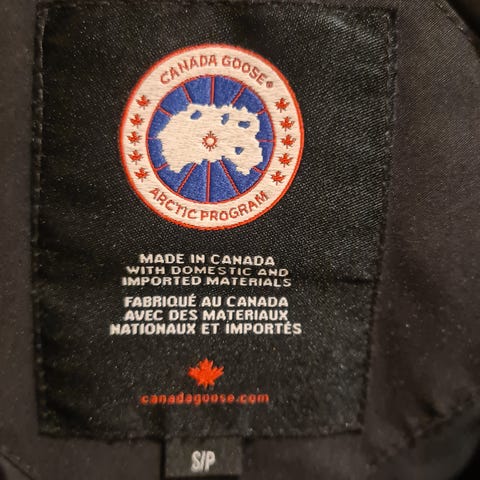 CANADA GOOSE®
ARCTIC PROGRAM
MADE IN CANADA
WITH DOMESTIC AND
IMPORTED MATERIALS
FABRIQUÉ AU CANADA
AVEC DES MATERIAUX
NATIONAUX ET IMPORTÉS
canadagoose.com
S/P